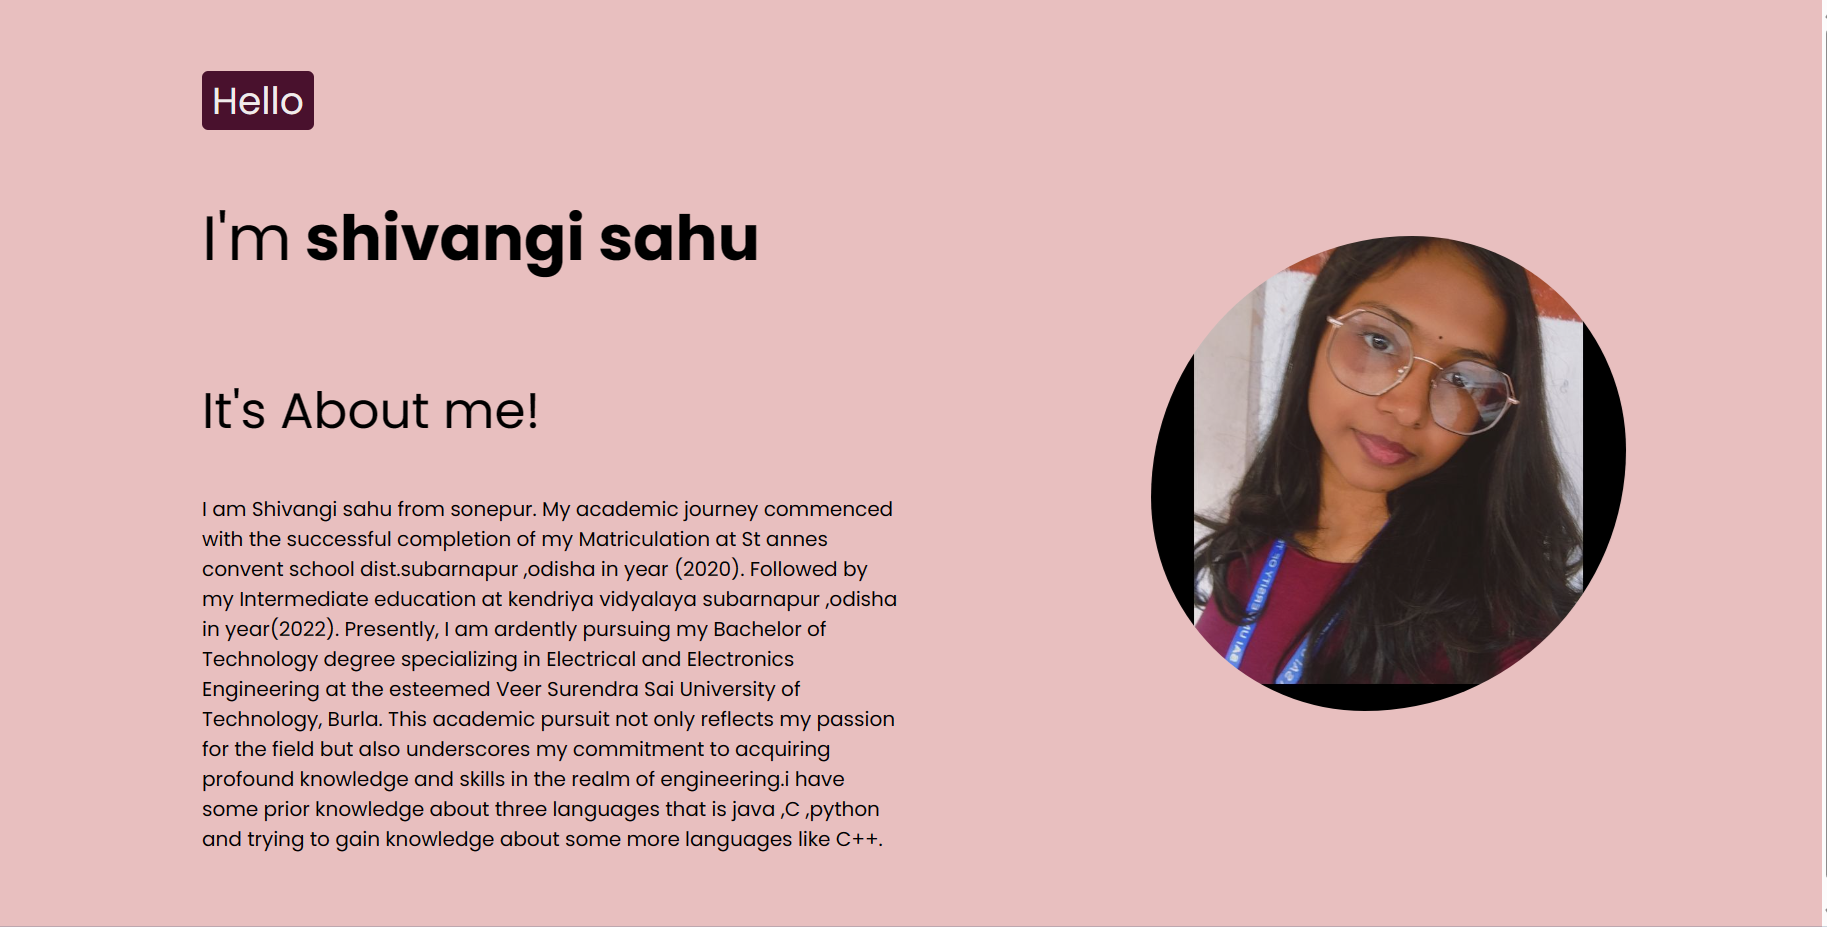 Hello
I'm shivangi sahu
It's About me!
I am Shivangi sahu from sonepur. My academic journey commenced
with the successful completion of my Matriculation at St annes
convent school dist.subarnapur ,odisha in year (2020). Followed by
my Intermediate education at kendriya vidyalaya subarnapur ,odisha
in year(2022). Presently, I am ardently pursuing my Bachelor of
Technology degree specializing in Electrical and Electronics
Engineering at the esteemed Veer Surendra Sai University of
Technology, Burla. This academic pursuit not only reflects my passion
for the field but also underscores my commitment to acquiring
profound knowledge and skills in the realm of engineering.i have
some prior knowledge about three languages that is java ,C ,python
and trying to gain knowledge about some more languages like C++.